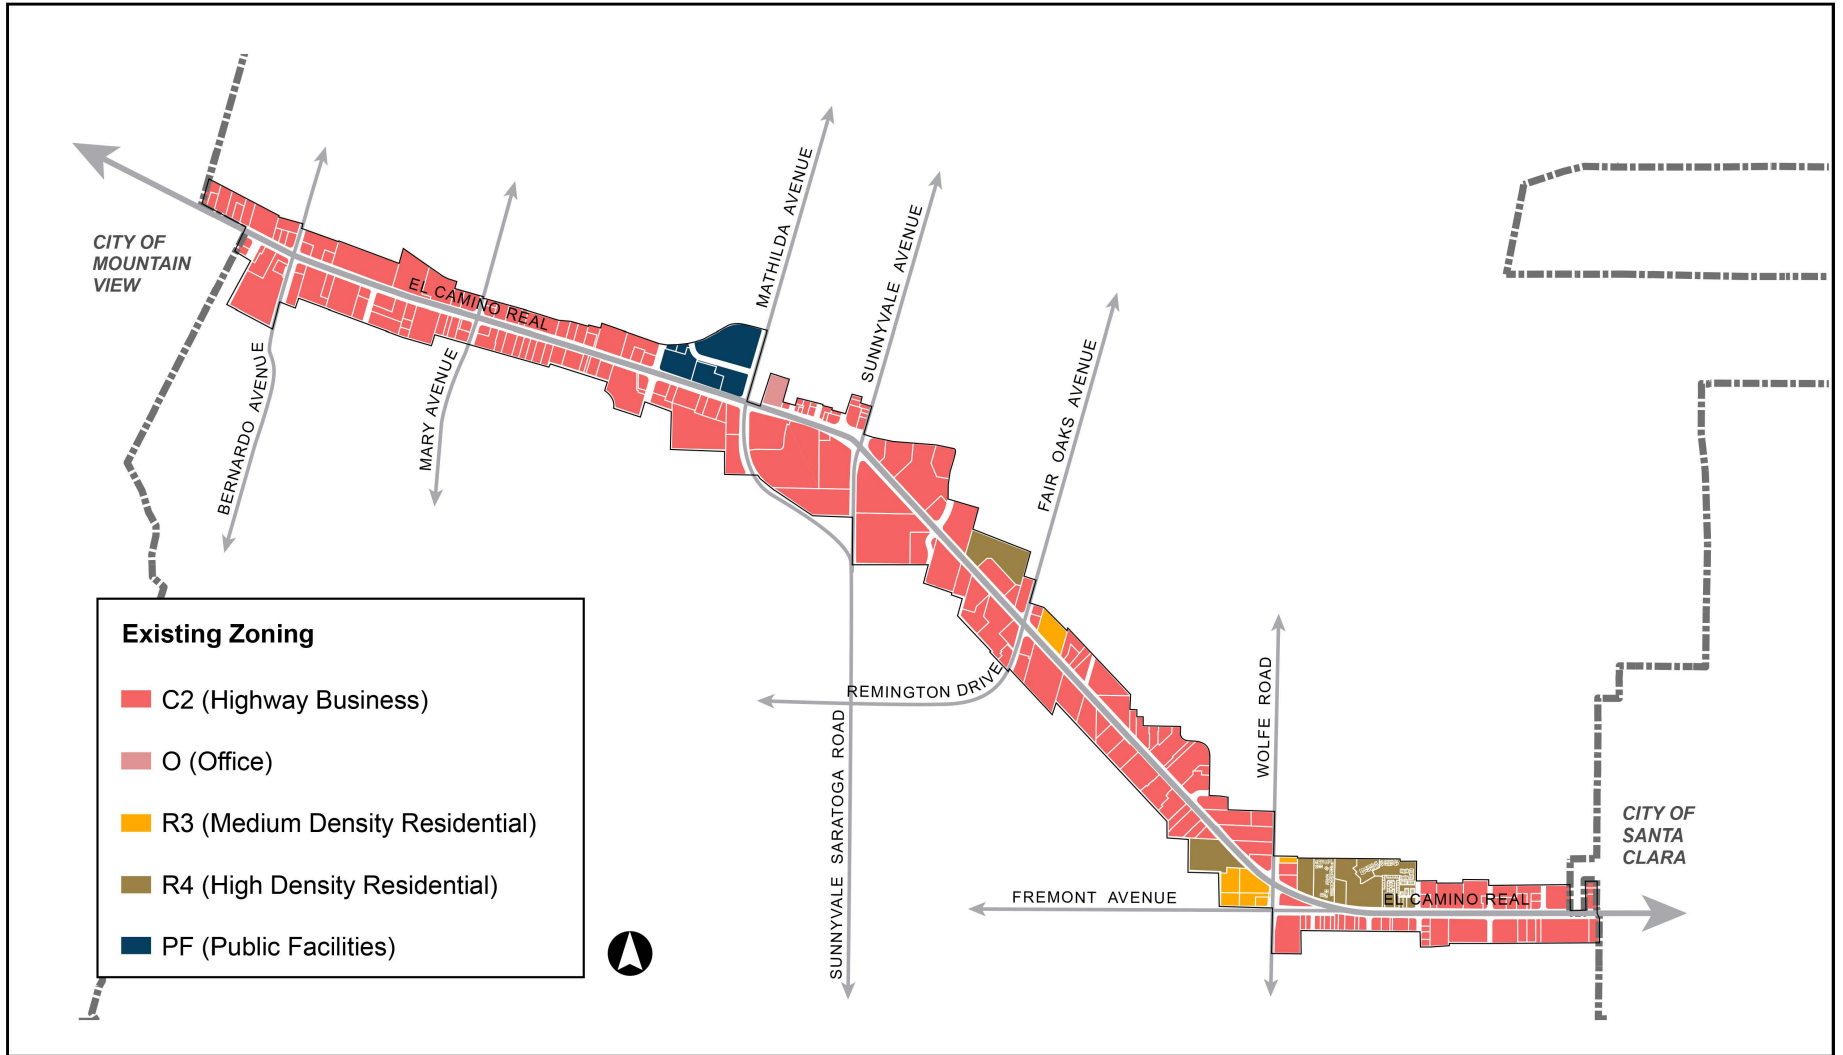 MATHILDA AVENUE
SUNNYVALE AVENUE
CITY OF
MOUNTAIN
VIEW
EL CAMINO REAL
FAIR OAKS AVENUE
BERNARDO AVENUE
MARY AVENUE
Existing Zoning
C2 (Highway Business)
O (Office)
R3 (Medium Density Residential)
R4 (High Density Residential)
PF (Public Facilities)
REMINGTON DRIVE
SUNNYVALE SARATOGA ROAD
WOLFE ROAD
CITY OF
SANTA
CLARA
FREMONT AVENUE
EL CAMINO REAL